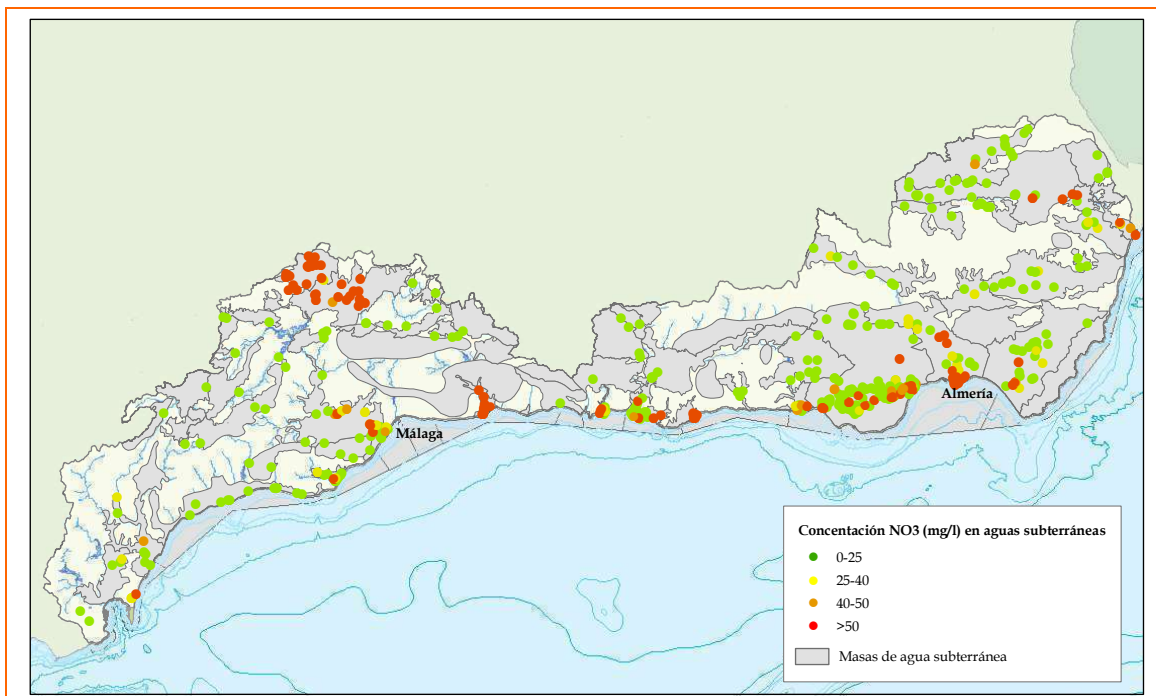 Málaga
Almería
Concentación NO3 (mg/l) en aguas subterráneas
0-25
25-40
40-50
>50
Masas de agua subterránea